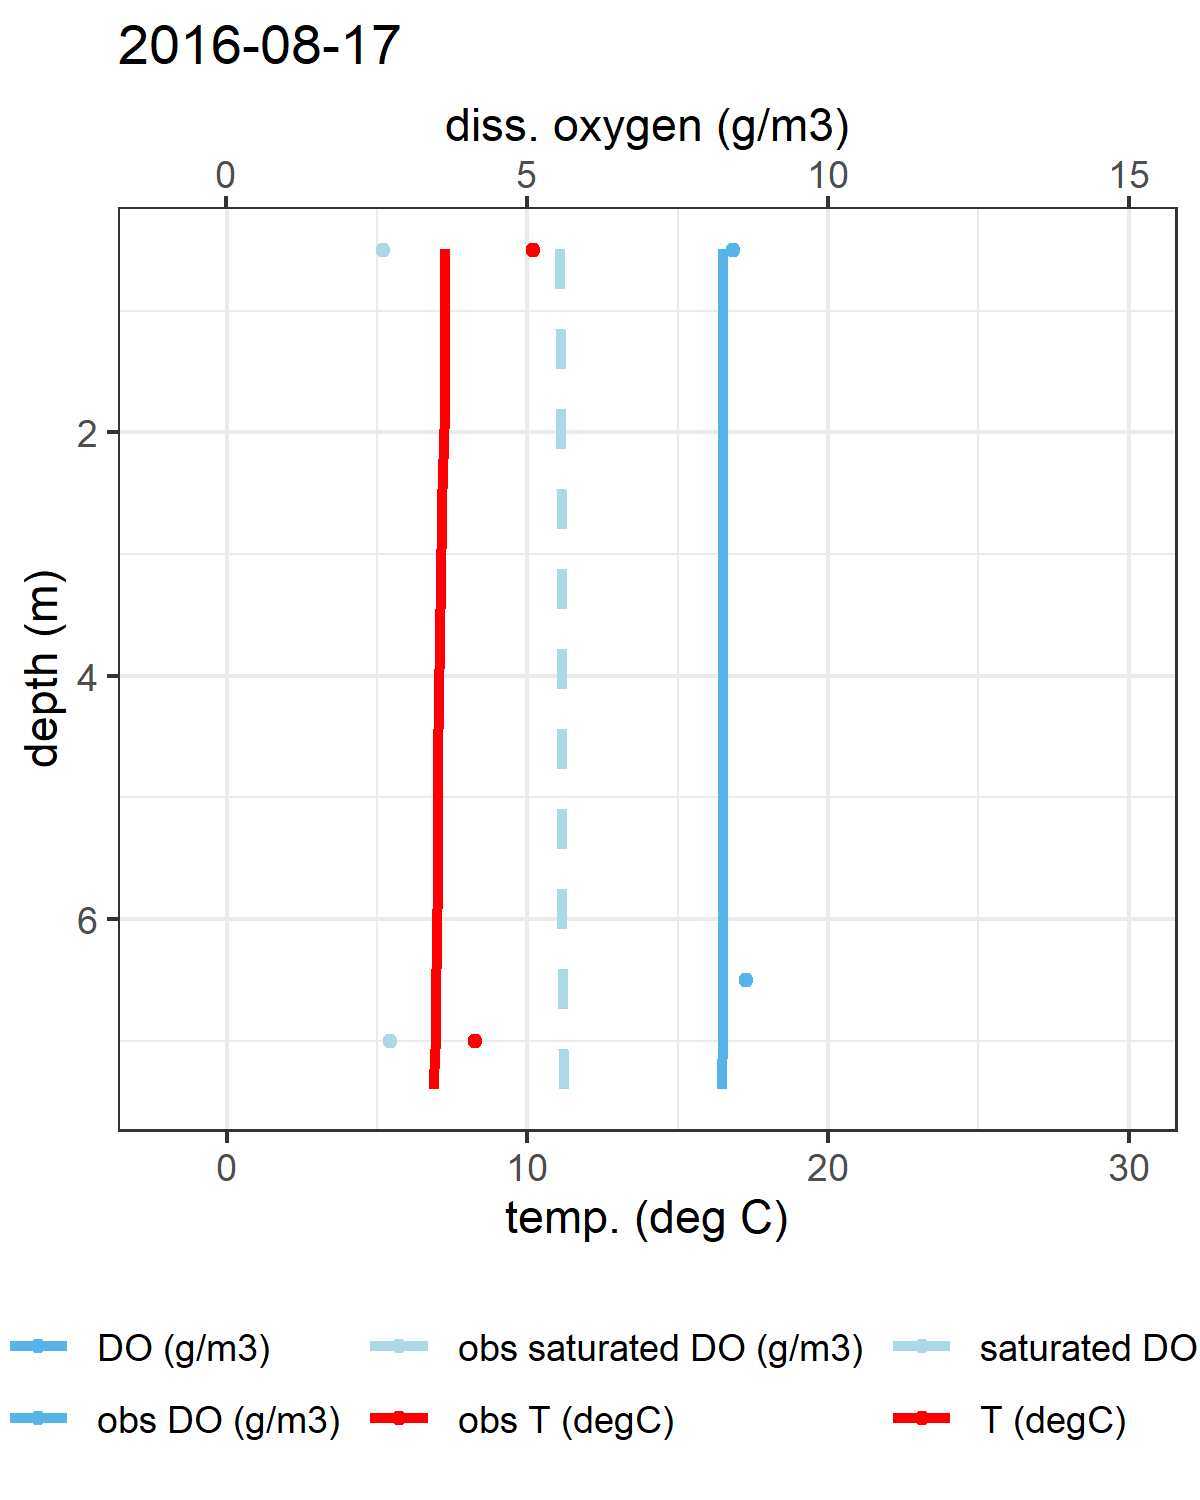 2016-08-17
diss. oxygen (g/m3)
0 5 10 15
2
4
6
depth (m)
0 10 20 30
temp. (deg C)
DO (g/m3) obs saturated DO (g/m3) saturated DO
obs DO (g/m3) obs T (degC) T (degC)